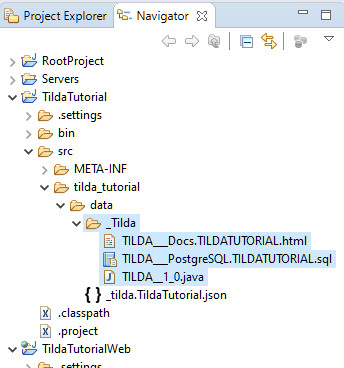 Project Explorer Navigator
RootProject
Servers
TildaTutorial
.settings
bin
src
META-INF
tilda_tutorial
data
_Tilda
TILDA___Docs.TILDATUTORIAL.html
TILDA___PostgreSQL.TILDATUTORIAL.sql
TILDA__1_0.java
_tilda.TildaTutorial.json
.classpath
.project
TildaTutorialWeb
.settings